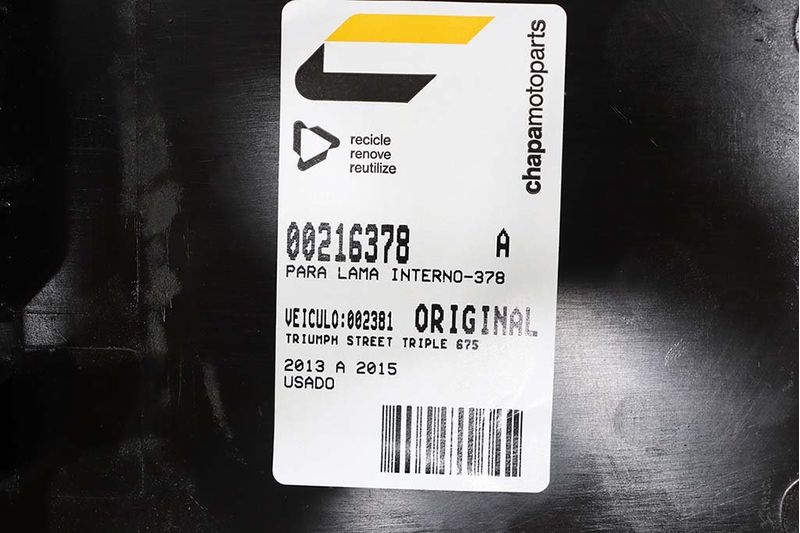 chapamotoparts
recicle
renove
reutilize
00216378 A
PARA LAMA INTERNO-378
VEICULO:002381 ORIGINAL
TRIUMPH STREET TRIPLE 675
2013 A 2015
USADO